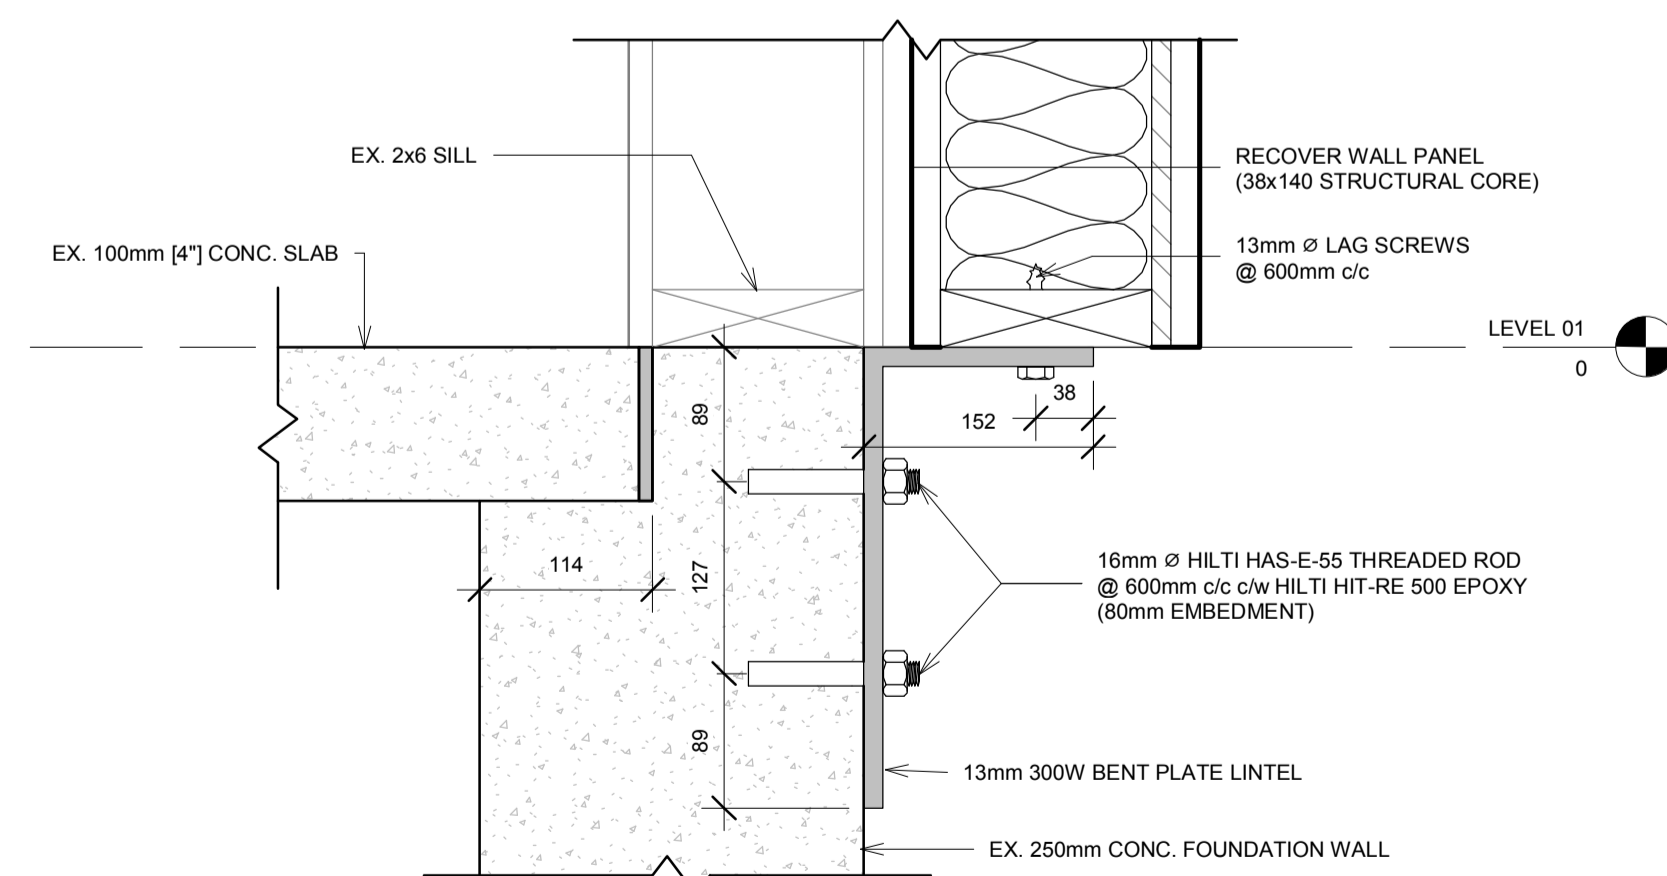 EX. 2x6 SILL
RECOVER WALL PANEL
(38x140 STRUCTURAL CORE)
EX. 100mm [4"] CONC. SLAB
13mm Ø LAG SCREWS
@ 600mm c/c
LEVEL 01
0
38
152
89
114
127
16mm Ø HILTI HAS-E-55 THREADED ROD
@ 600mm c/c c/w HILTI HIT-RE 500 EPOXY
(80mm EMBEDMENT)
89
13mm 300W BENT PLATE LINTEL
EX. 250mm CONC. FOUNDATION WALL